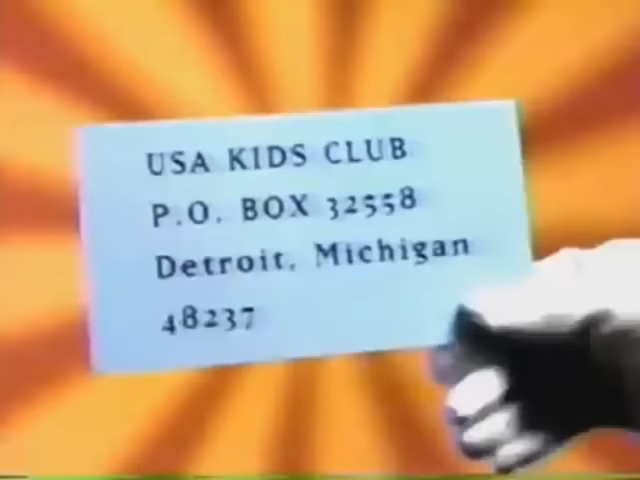 USA KIDS CLUB
P.O. BOX 32558
Detroit, Michigan
48237